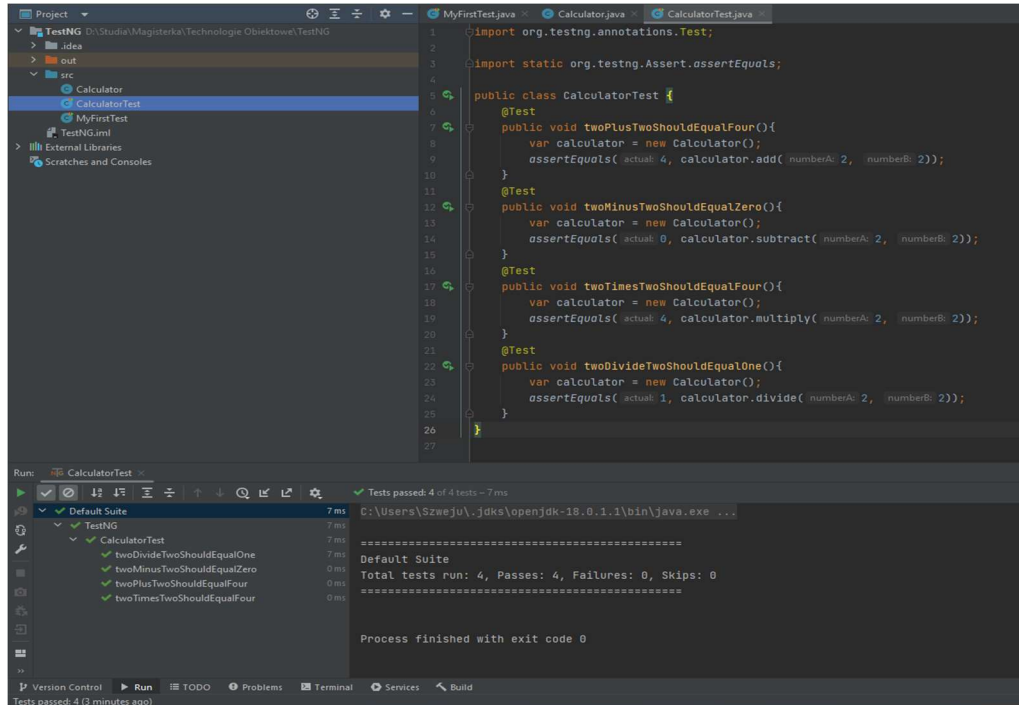 Project
MyFirstTest.java
Calculator.java
CalculatorTest.java
TestNG D:\Studia\Magisterka\Technologie Obiektowe\TestNG
.idea
out
src
Calculator
CalculatorTest
MyFirstTest
TestNG.iml
External Libraries
Scratches and Consoles
1 import org.testng.annotations.Test;
2
3 import static org.testng.Assert.assertEquals;
4
5 public class CalculatorTest {
6 @Test
7 public void twoPlusTwoShouldEqualFour(){
8 var calculator = new Calculator();
9 assertEquals( actual: 4, calculator.add( numberA: 2, numberB: 2));
10 }
11 @Test
12 public void twoMinusTwoShouldEqualZero(){
13 var calculator = new Calculator();
14 assertEquals( actual: 0, calculator.subtract( numberA: 2, numberB: 2));
15 }
16 @Test
17 public void twoTimesTwoShouldEqualFour(){
18 var calculator = new Calculator();
19 assertEquals( actual: 4, calculator.multiply( numberA: 2, numberB: 2));
20 }
21 @Test
22 public void twoDivideTwoShouldEqualOne(){
23 var calculator = new Calculator();
24 assertEquals( actual: 1, calculator.divide( numberA: 2, numberB: 2));
25 }
26 }
27
Run: CalculatorTest
Tests passed: 4 of 4 tests – 7 ms
Default Suite 7 ms
TestNG 7 ms
CalculatorTest 7 ms
twoDivideTwoShouldEqualOne 7 ms
twoMinusTwoShouldEqualZero 0 ms
twoPlusTwoShouldEqualFour 0 ms
twoTimesTwoShouldEqualFour 0 ms
C:\Users\Szweju\.jdks\openjdk-18.0.1.1\bin\java.exe ...
===============================================
Default Suite
Total tests run: 4, Passes: 4, Failures: 0, Skips: 0
===============================================
Process finished with exit code 0
Version Control Run TODO Problems Terminal Services Build
Tests passed: 4 (3 minutes ago)